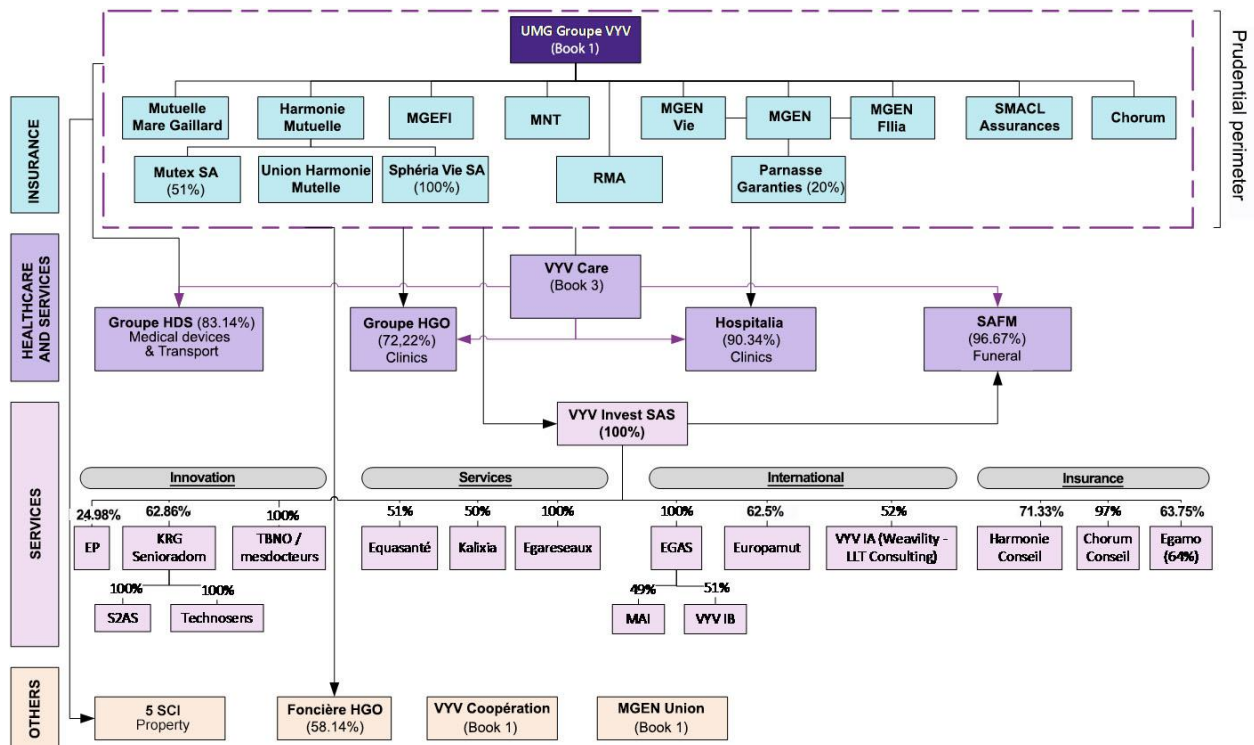 UMG Groupe VYV
(Book 1)
Prudential perimeter
INSURANCE
Mutuelle
Mare Gaillard
Harmonie
Mutuelle
MGEFI
MNT
MGEN
Vie
MGEN
MGEN
FIlia
SMACL
Assurances
Chorum
Mutex SA
(51%)
Union Harmonie
Mutelle
Sphéria Vie SA
(100%)
RMA
Parnasse
Garanties (20%)
HEALTHCARE
AND SERVICES
VYV Care
(Book 3)
Groupe HDS (83.14%)
Medical devices
& Transport
Groupe HGO
(72,22%)
Clinics
Hospitalia
(90.34%)
Clinics
SAFM
(96.67%)
Funeral
SERVICES
VYV Invest SAS
(100%)
Innovation
Services
International
Insurance
24.98%
62.86%
100%
51%
50%
100%
100%
62.5%
52%
71.33%
97%
63.75%
EP
KRG
Senioradom
TBNO /
mesdocteurs
Equasanté
Kalixia
Egareseaux
EGAS
Europamut
VYV IA (Weavility -
LLT Consulting)
Harmonie
Conseil
Chorum
Conseil
Egamo
(64%)
100%
100%
49%
51%
S2AS
Technosens
MAI
VYV IB
OTHERS
5 SCI
Property
Foncière HGO
(58.14%)
VYV Coopération
(Book 1)
MGEN Union
(Book 1)